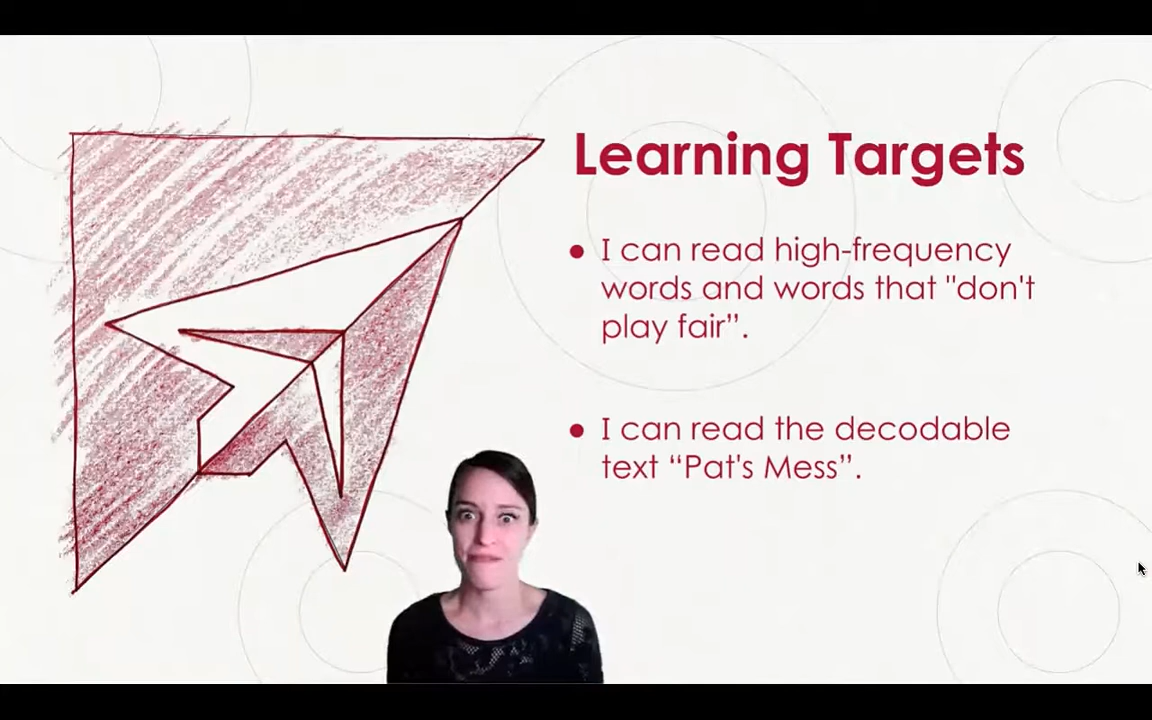 Learning Targets
● I can read high-frequency
words and words that "don't
play fair”.
● I can read the decodable
text “Pat's Mess”.